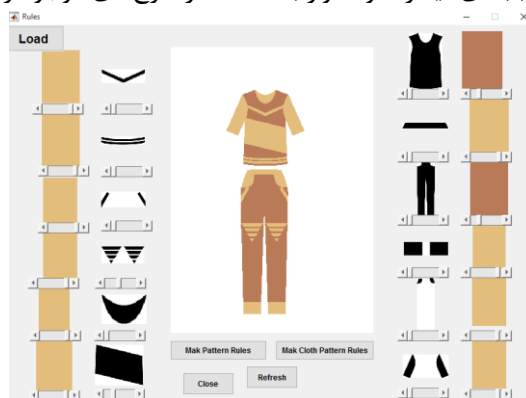 Rules
Load
Mak Pattern Rules
Mak Cloth Pattern Rules
Close
Refresh